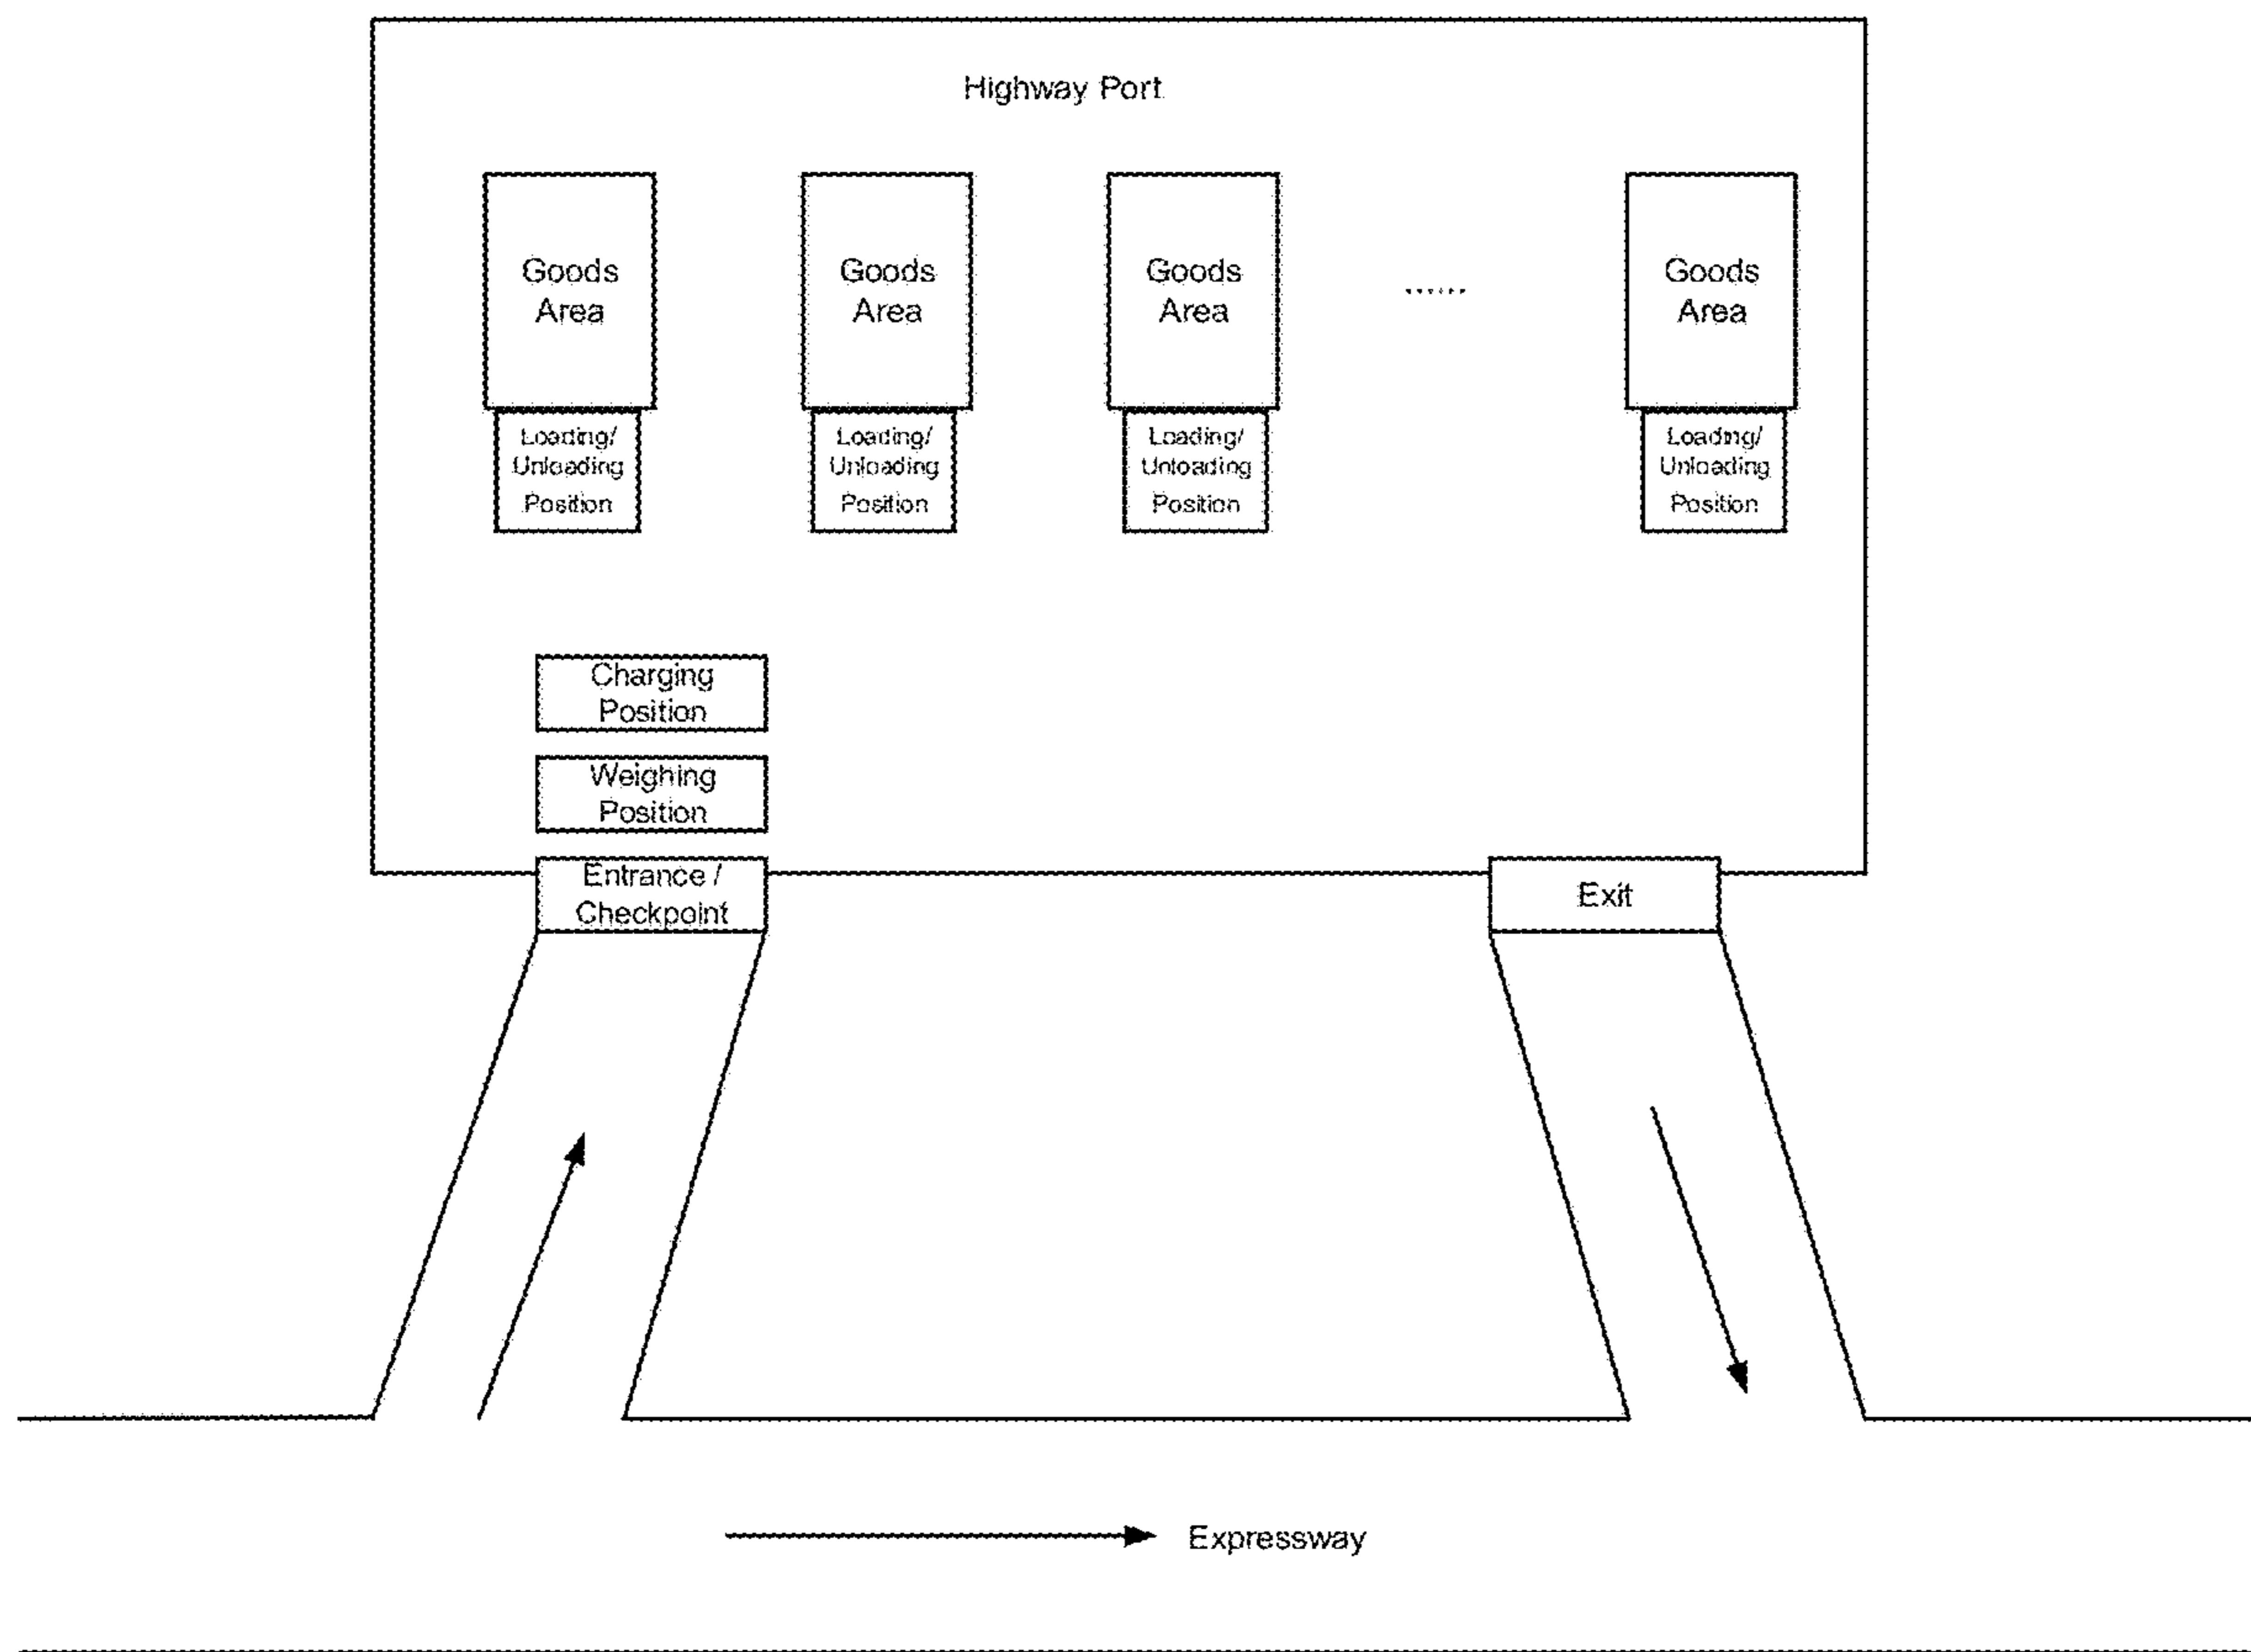 Highway Port
Goods
Area
Goods
Area
Goods
Area
......
Goods
Area
Loading/
Unloading
Position
Loading/
Unloading
Position
Loading/
Unloading
Position
Loading/
Unloading
Position
Charging
Position
Weighing
Position
Entrance /
Checkpoint
Exit
Expressway